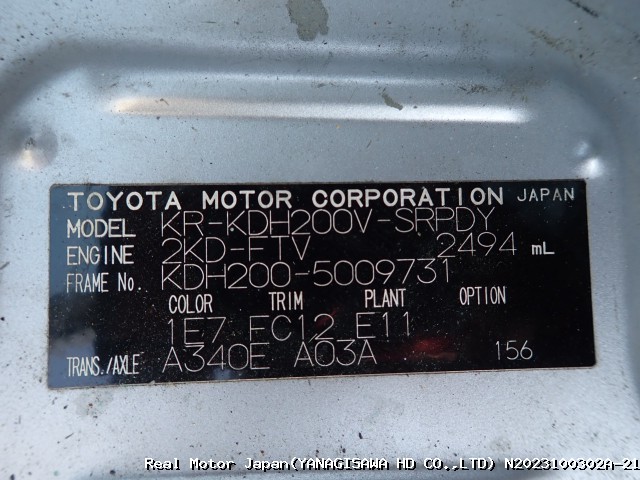 TOYOTA MOTOR CORPORATION JAPAN
MODEL KR-KDH200V-SRPDY
ENGINE 2KD-FTV 2494 mL
FRAME No. KDH200-5009731
COLOR TRIM PLANT OPTION
1E7 FC12 E11
TRANS./AXLE A340E A03A 156
Real Motor Japan(YANAGISAWA HD CO.,LTD) N2023100302A-21